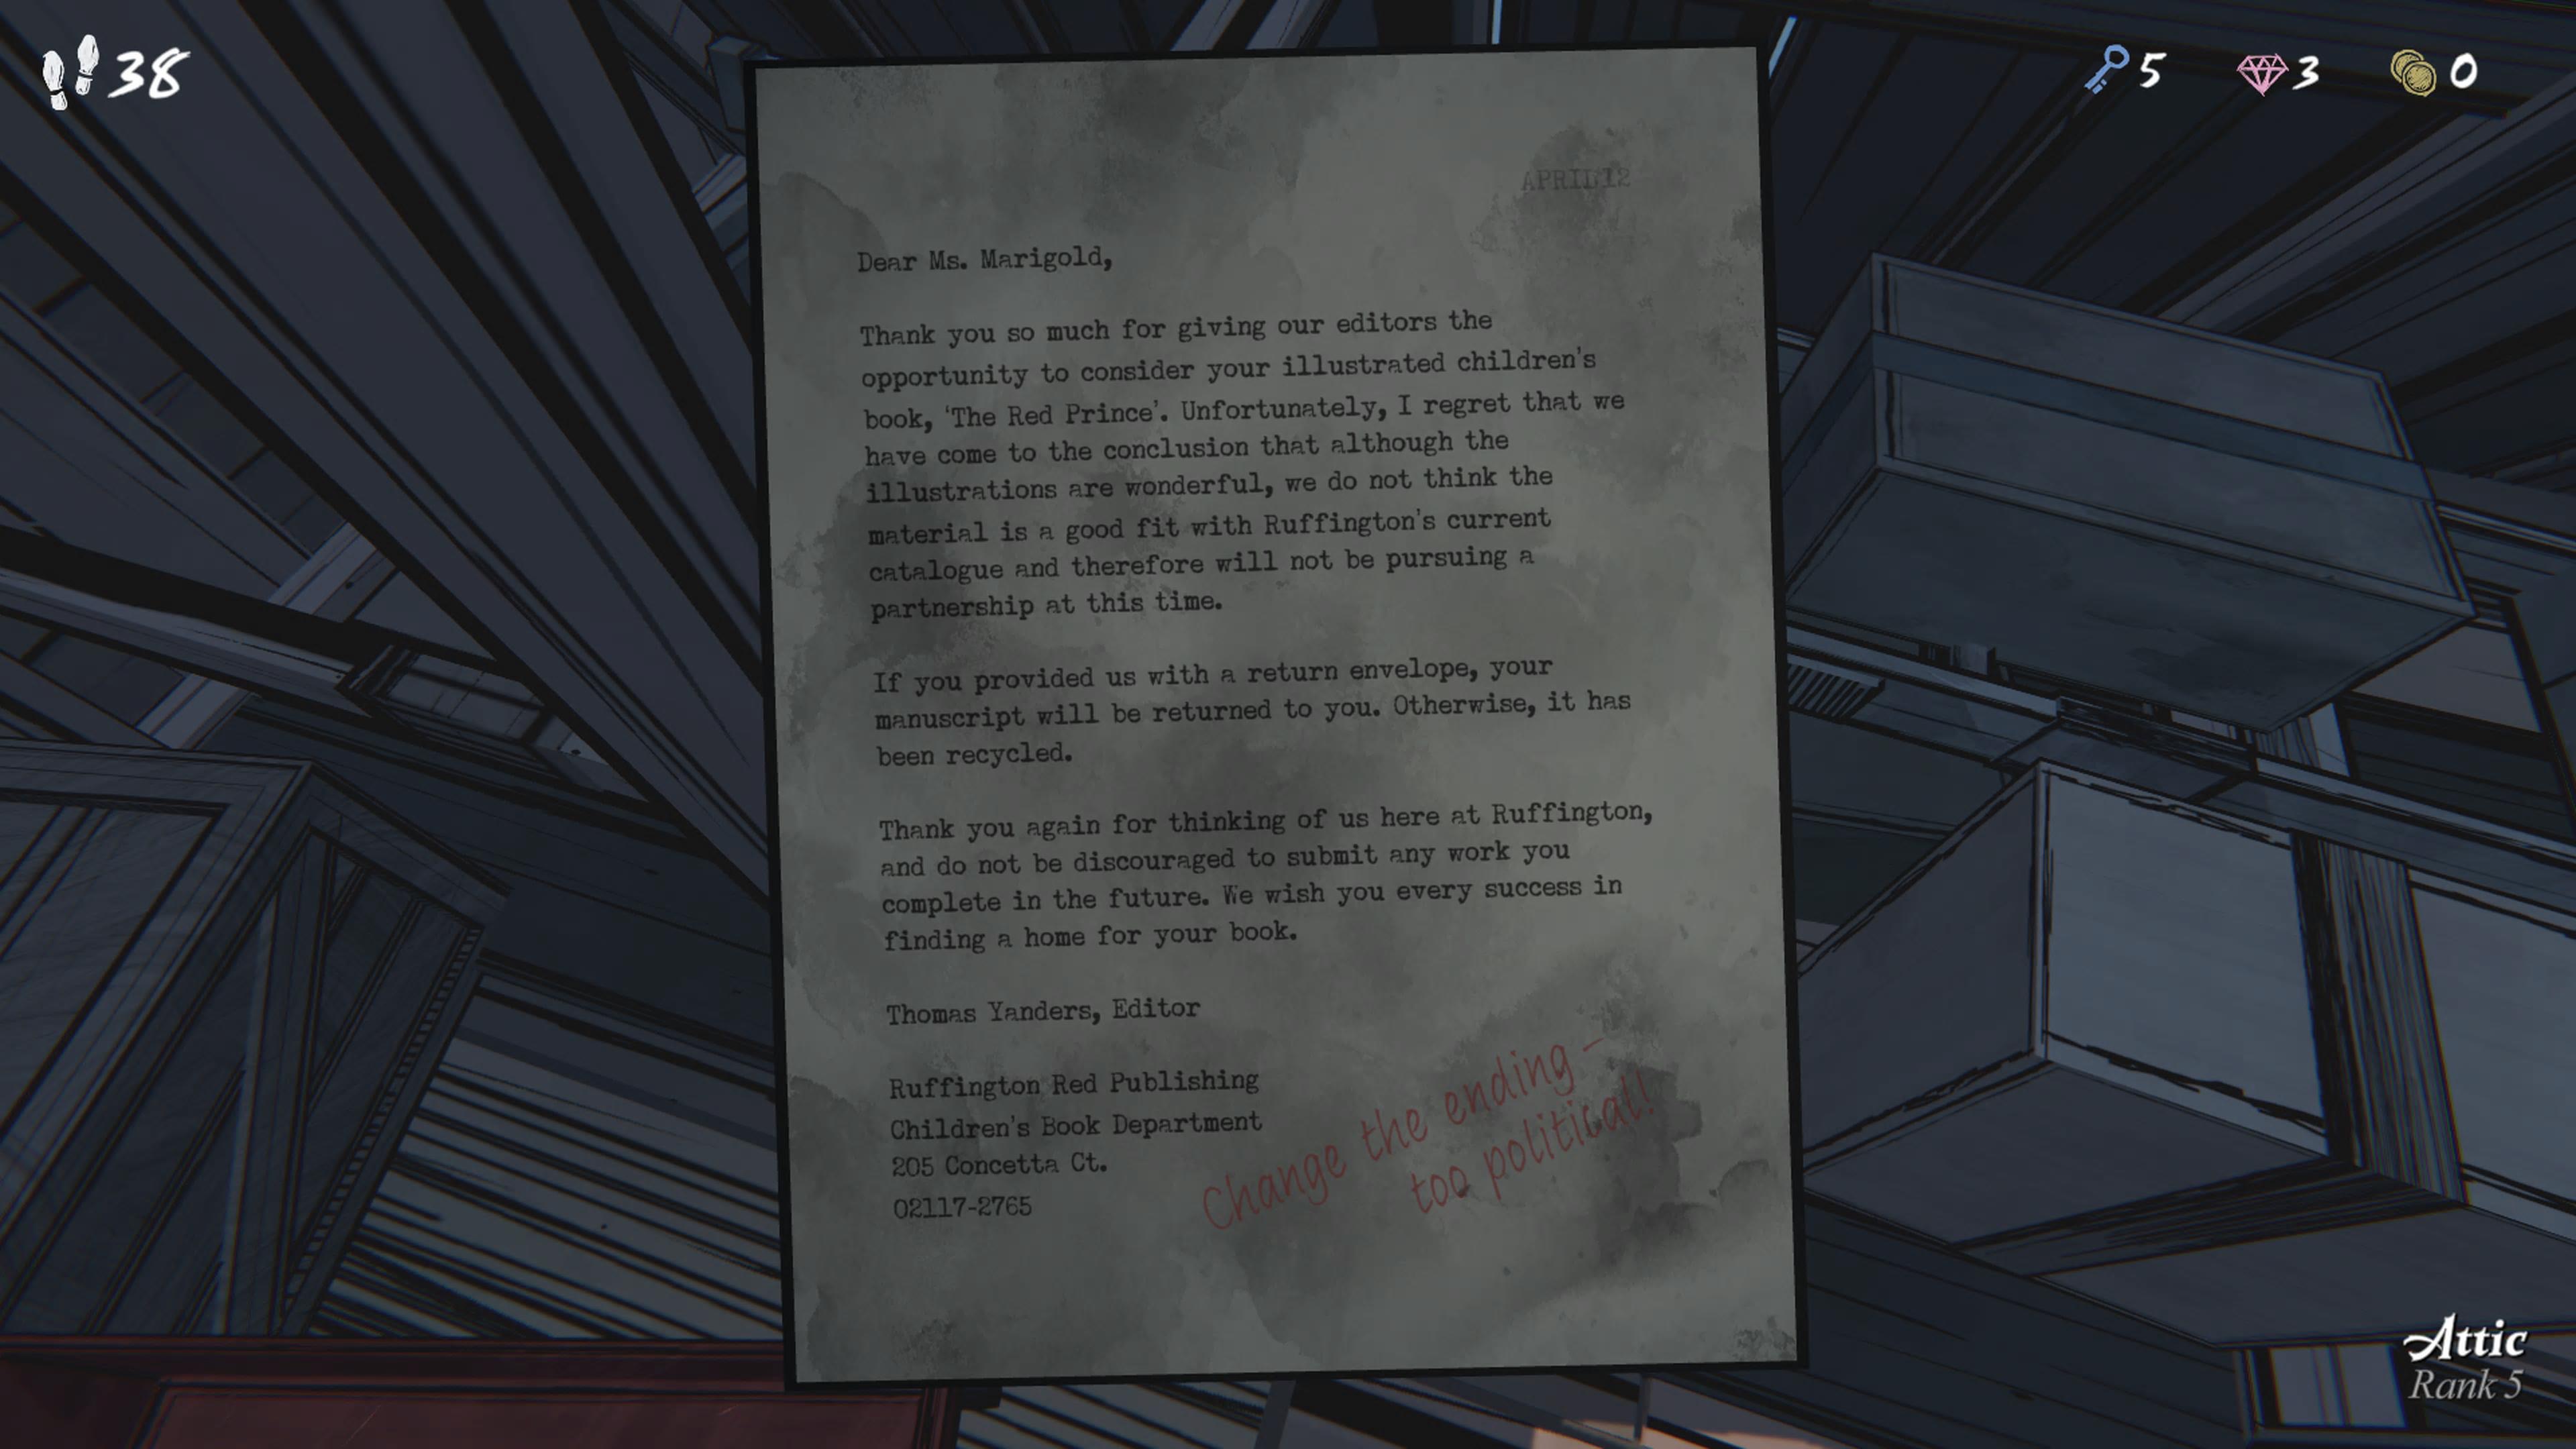 38
5
3
0
APRIL 12
Dear Ms. Marigold,
Thank you so much for giving our editors the
opportunity to consider your illustrated children's
book, ‘The Red Prince’. Unfortunately, I regret that we
have come to the conclusion that although the
illustrations are wonderful, we do not think the
material is a good fit with Ruffington's current
catalogue and therefore will not be pursuing a
partnership at this time.
If you provided us with a return envelope, your
manuscript will be returned to you. Otherwise, it has
been recycled.
Thank you again for thinking of us here at Ruffington,
and do not be discouraged to submit any work you
complete in the future. We wish you every success in
finding a home for your book.
Thomas Yanders, Editor
Ruffington Red Publishing
Children's Book Department
205 Concetta Ct.
02117-2765
Change the ending -
too political!
Attic
Rank 5